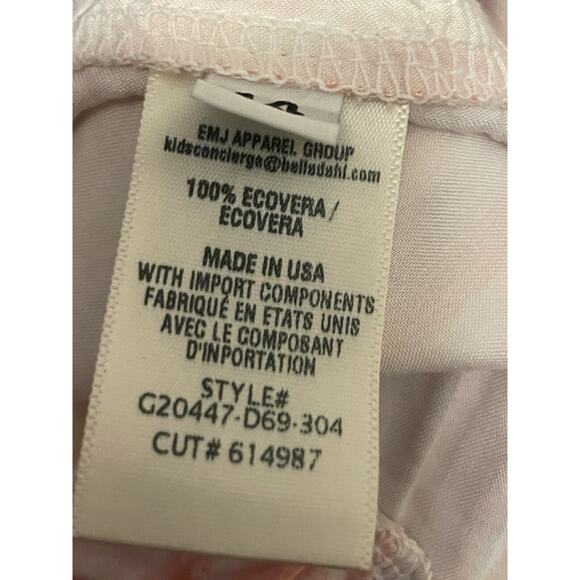 EMJ APPAREL GROUP
kidsconcierge@belladahl.com
100% ECOVERA/
ECOVERA
MADE IN USA
WITH IMPORT COMPONENTS
FABRIQUÉ EN ETATS UNIS
AVEC LE COMPOSANT
D'INPORTATION
STYLE#
G20447-D69-304
CUT# 614987